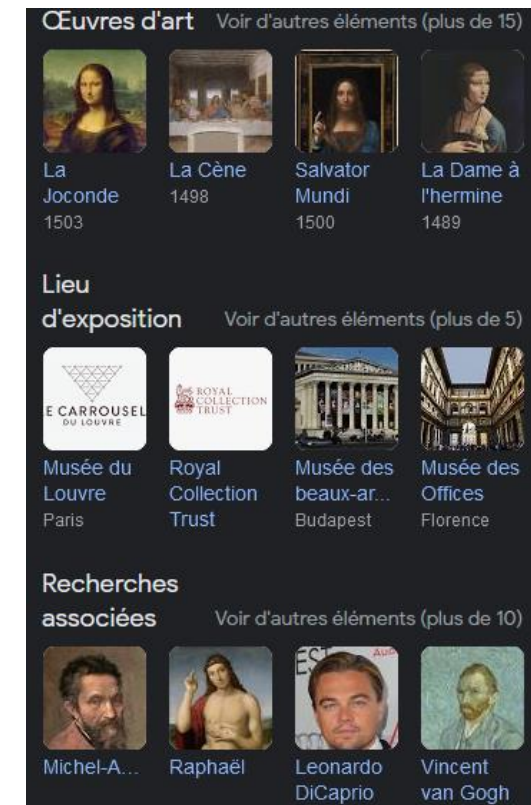 Œuvres d'art Voir d'autres éléments (plus de 15)
La Joconde
1503
La Cène
1498
Salvator Mundi
1500
La Dame à l'hermine
1489
Lieu d'exposition Voir d'autres éléments (plus de 5)
E CARROUSEL
DU LOUVRE
ROYAL
COLLECTION
TRUST
Musée du Louvre
Paris
Royal Collection Trust
Musée des beaux-ar...
Budapest
Musée des Offices
Florence
Recherches associées Voir d'autres éléments (plus de 10)
EST
Au
Michel-A...
Raphaël
Leonardo DiCaprio
Vincent van Gogh